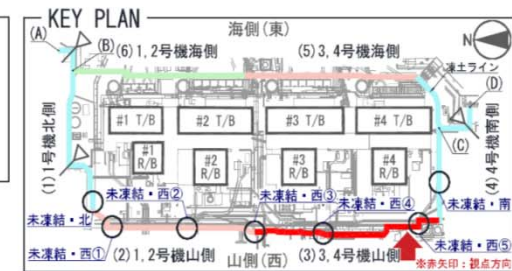 KEY PLAN
海側(東)
N
(A)
(B)
(6)1,2号機海側
(5)3,4号機海側
凍土ライン
(D)
#1 T/B
#2 T/B
#3 T/B
#4 T/B
(1)1号機北側
(4)4号機南側
(C)
#1
R/B
#2
R/B
#3
R/B
#4
R/B
未凍結・西②
未凍結・西③
未凍結・西④
未凍結・北
未凍結・南
未凍結・西①
(2)1,2号機山側
山側(西)
(3)3,4号機山側
未凍結・西⑤
※赤矢印:視点方向